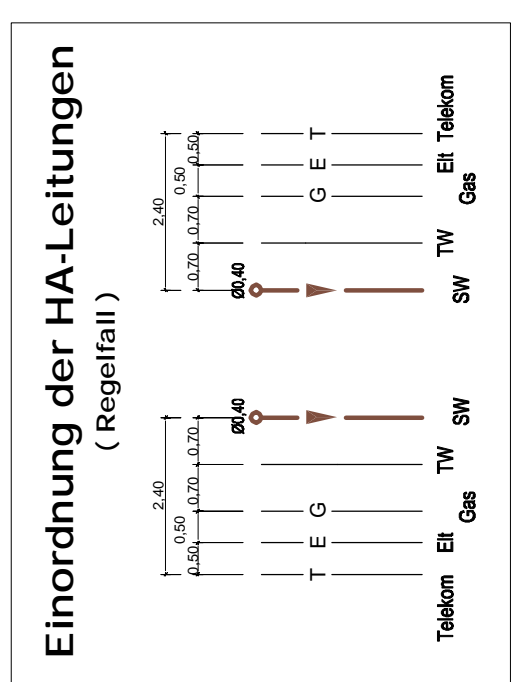 Einordnung der HA-Leitungen
( Regelfall )
2,40
0,50
0,50
0,70
0,70
Ø0,40
T
E
G
Telekom
Elt
Gas
TW
SW
2,40
0,70
0,70
0,50
0,50
Ø0,40
G
E
T
SW
TW
Gas
Elt
Telekom